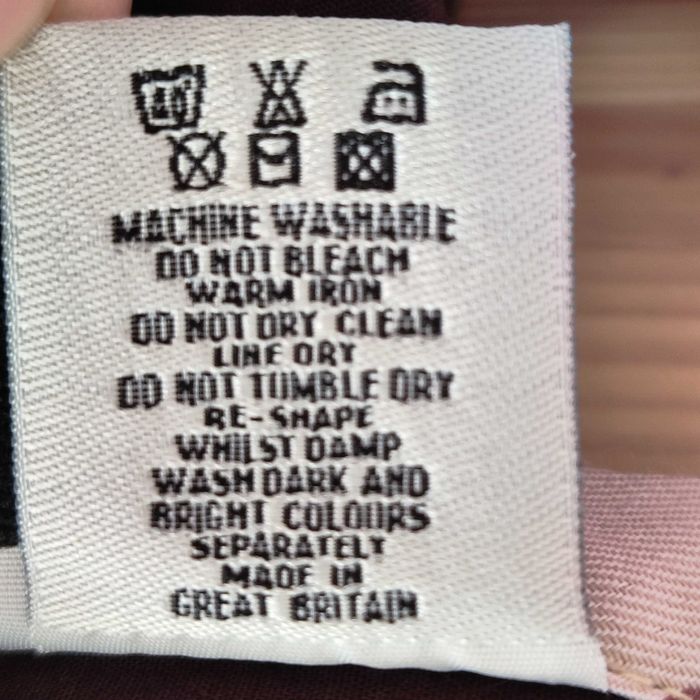 40
MACHINE WASHABLE
DO NOT BLEACH
WARM IRON
DO NOT DRY CLEAN
LINE DRY
DO NOT TUMBLE DRY
RE-SHAPE
WHILST DAMP
WASH DARK AND
BRIGHT COLOURS
SEPARATELY
MADE IN
GREAT BRITAIN